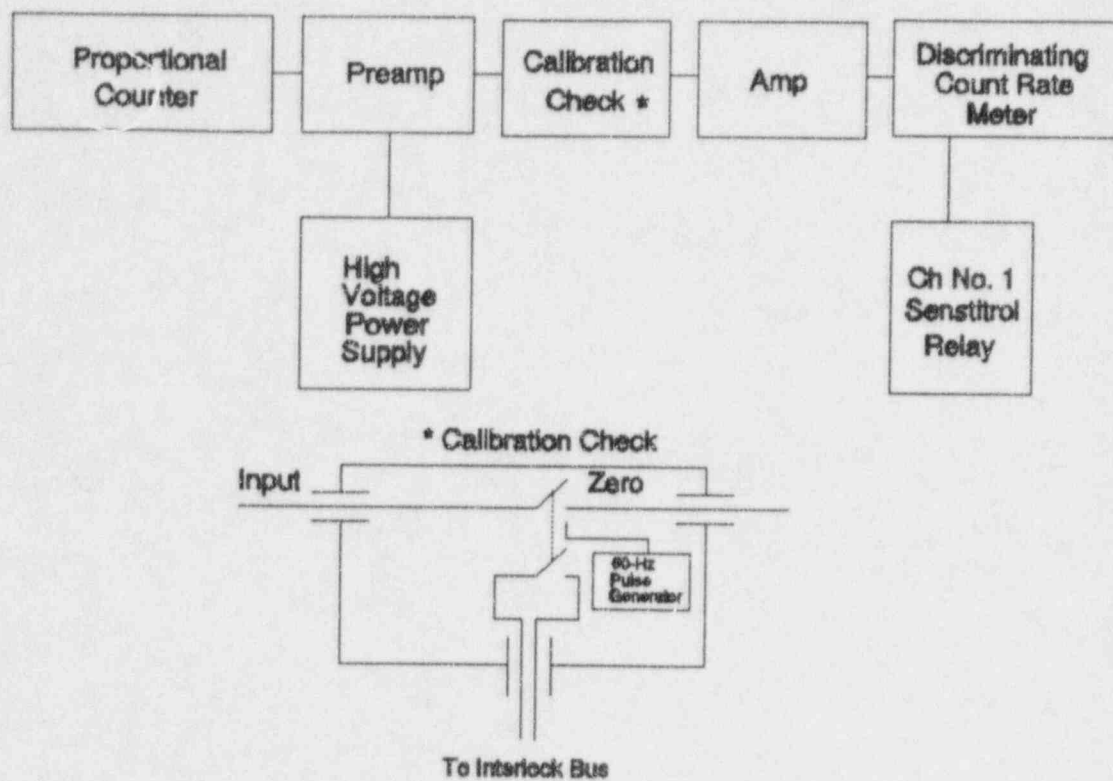 Proportional
Counter
Preamp
Calibration
Check *
Amp
Discriminating
Count Rate
Meter
High
Voltage
Power
Supply
Ch No. 1
Senstitrol
Relay
* Calibration Check
Input
Zero
60-Hz
Pulse
Generator
To Interlock Bus